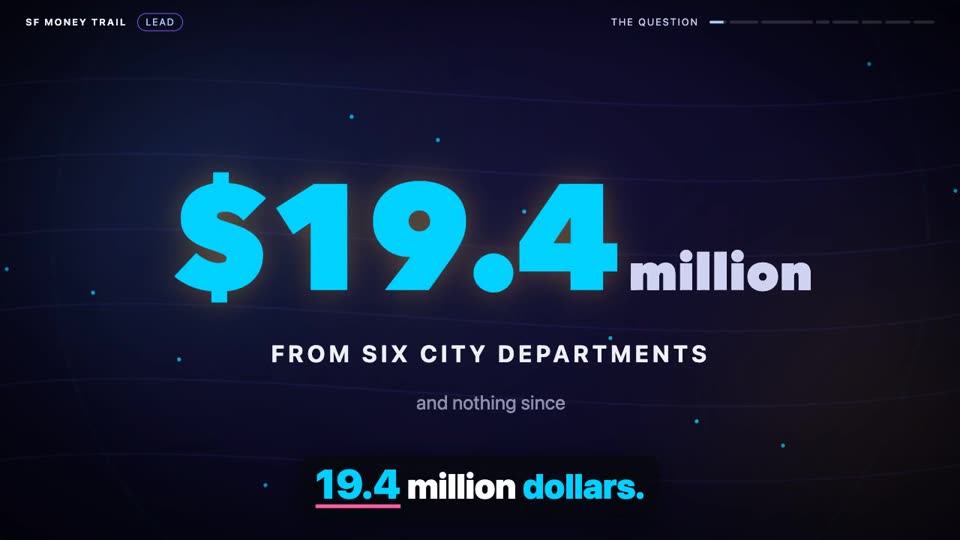 SF MONEY TRAIL LEAD
THE QUESTION
$19.4 million
FROM SIX CITY DEPARTMENTS
and nothing since
19.4 million dollars.